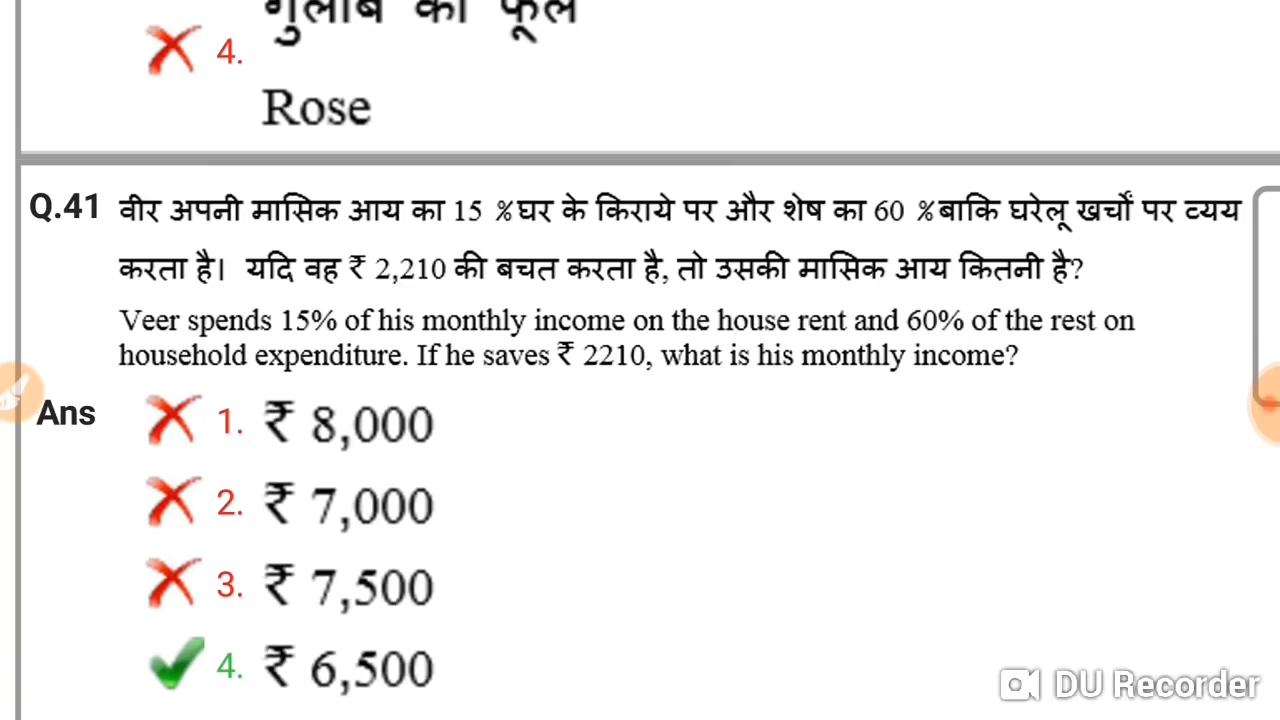 गुलाब का फूल
4.
Rose
Q.41 वीर अपनी मासिक आय का 15 %घर के किराये पर और शेष का 60 %बाकि घरेलू खर्चों पर व्यय
करता है। यदि वह ₹ 2,210 की बचत करता है, तो उसकी मासिक आय कितनी है?
Veer spends 15% of his monthly income on the house rent and 60% of the rest on
household expenditure. If he saves ₹ 2210, what is his monthly income?
Ans 1. ₹ 8,000
2. ₹ 7,000
3. ₹ 7,500
4. ₹ 6,500
DU Recorder